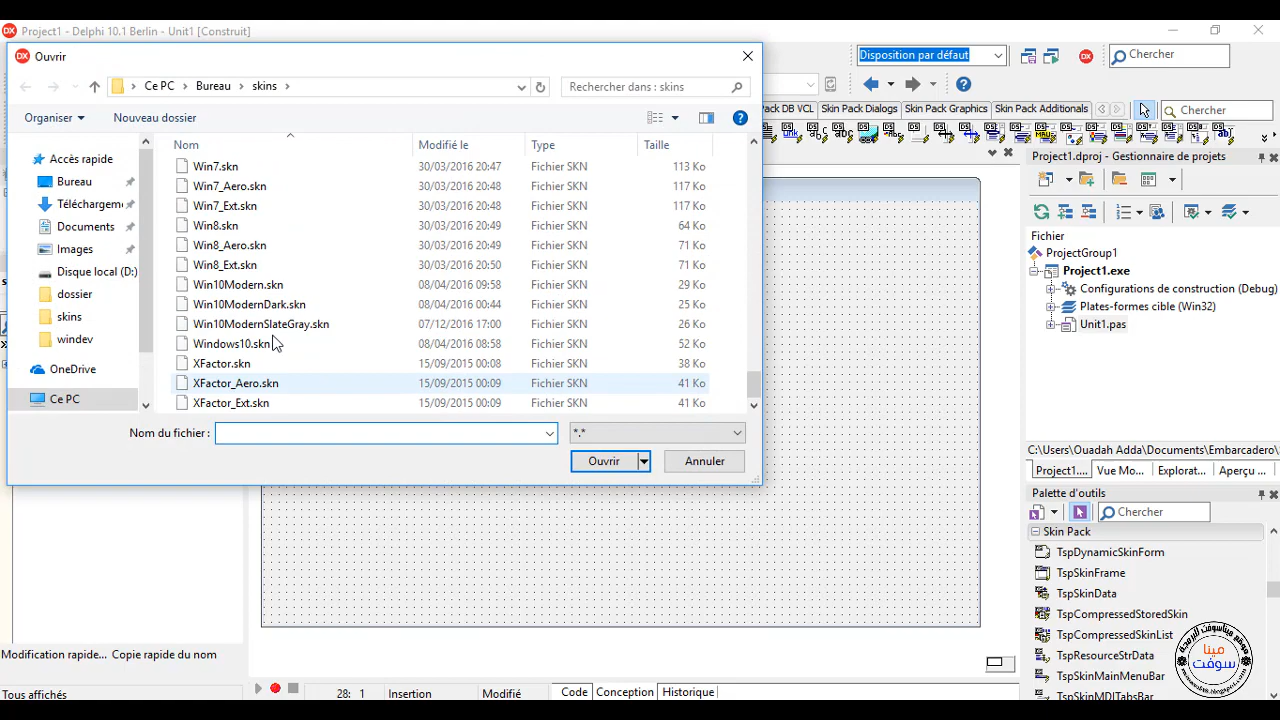 Project1 - Delphi 10.1 Berlin - Unit1 [Construit]
Ouvrir
Disposition par défaut
Chercher
Ce PC
Bureau
skins
Rechercher dans : skins
Organiser
Nouveau dossier
Pack DB VCL
Skin Pack Dialogs
Skin Pack Graphics
Skin Pack Additionals
Chercher
Nom
Modifié le
Type
Taille
Project1.dproj - Gestionnaire de projets
Accès rapide
Bureau
Téléchargem
Documents
Images
Disque local (D:)
dossier
skins
windev
OneDrive
Ce PC
Win7.skn 30/03/2016 20:47 Fichier SKN 113 Ko
Win7_Aero.skn 30/03/2016 20:48 Fichier SKN 117 Ko
Win7_Ext.skn 30/03/2016 20:48 Fichier SKN 117 Ko
Win8.skn 30/03/2016 20:49 Fichier SKN 64 Ko
Win8_Aero.skn 30/03/2016 20:49 Fichier SKN 71 Ko
Win8_Ext.skn 30/03/2016 20:50 Fichier SKN 71 Ko
Win10Modern.skn 08/04/2016 09:58 Fichier SKN 29 Ko
Win10ModernDark.skn 08/04/2016 00:44 Fichier SKN 25 Ko
Win10ModernSlateGray.skn 07/12/2016 17:00 Fichier SKN 26 Ko
Windows10.skn 08/04/2016 08:58 Fichier SKN 52 Ko
XFactor.skn 15/09/2015 00:08 Fichier SKN 38 Ko
XFactor_Aero.skn 15/09/2015 00:09 Fichier SKN 41 Ko
XFactor_Ext.skn 15/09/2015 00:09 Fichier SKN 41 Ko
Nom du fichier :
*.*
Ouvrir
Annuler
Fichier
ProjectGroup1
Project1.exe
Configurations de construction (Debug)
Plates-formes cible (Win32)
Unit1.pas
C:\Users\Ouadah Adda\Documents\Embarcadero\
Project1....
Vue Mo...
Explorat...
Aperçu ...
Palette d'outils
Chercher
Skin Pack
TspDynamicSkinForm
TspSkinFrame
TspSkinData
TspCompressedStoredSkin
TspCompressedSkinList
TspResourceStrData
TspSkinMainMenuBar
TspSkinMDITabsBar
Modification rapide...
Copie rapide du nom
Tous affichés
28: 1
Insertion
Modifié
Code
Conception
Historique
مينا
سوفت